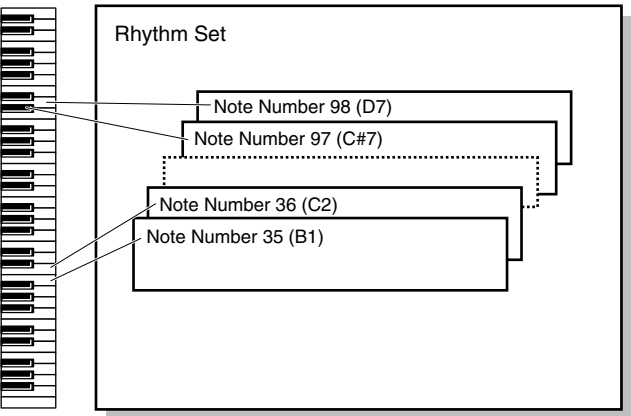 Rhythm Set
Note Number 98 (D7)
Note Number 97 (C#7)
Note Number 36 (C2)
Note Number 35 (B1)